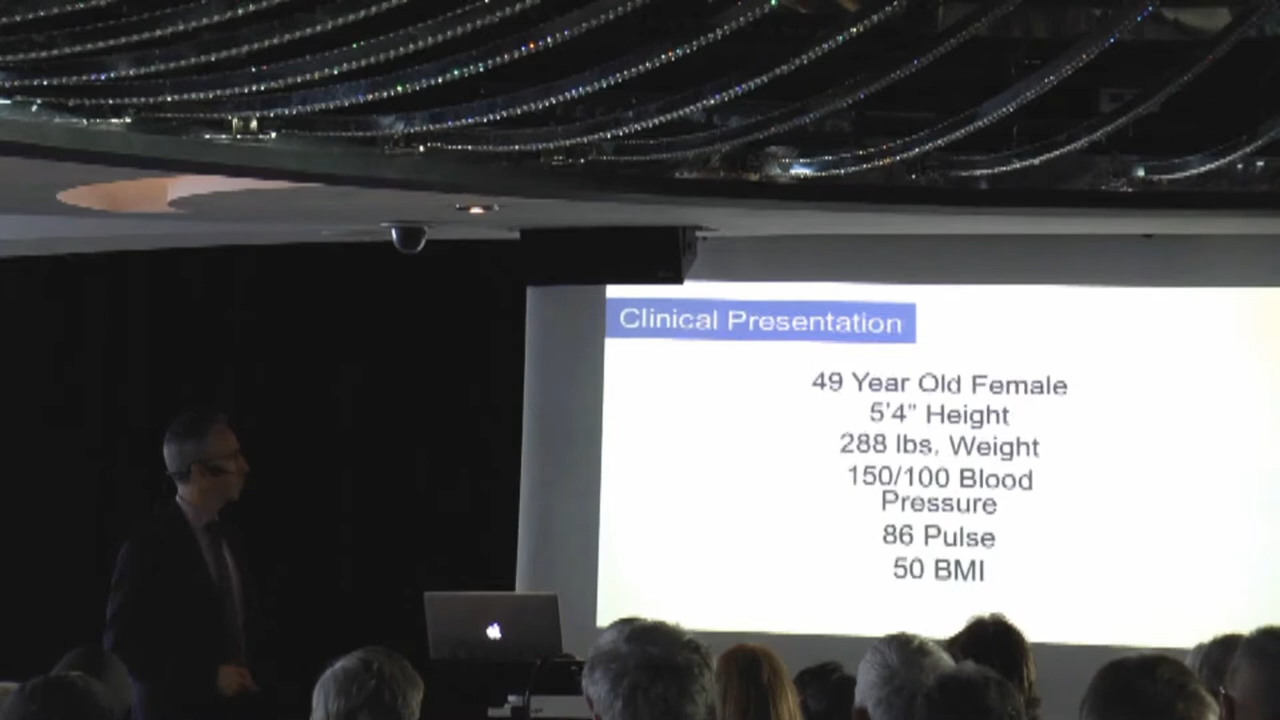 Clinical Presentation
49 Year Old Female
5'4" Height
288 lbs. Weight
150/100 Blood
Pressure
86 Pulse
50 BMI